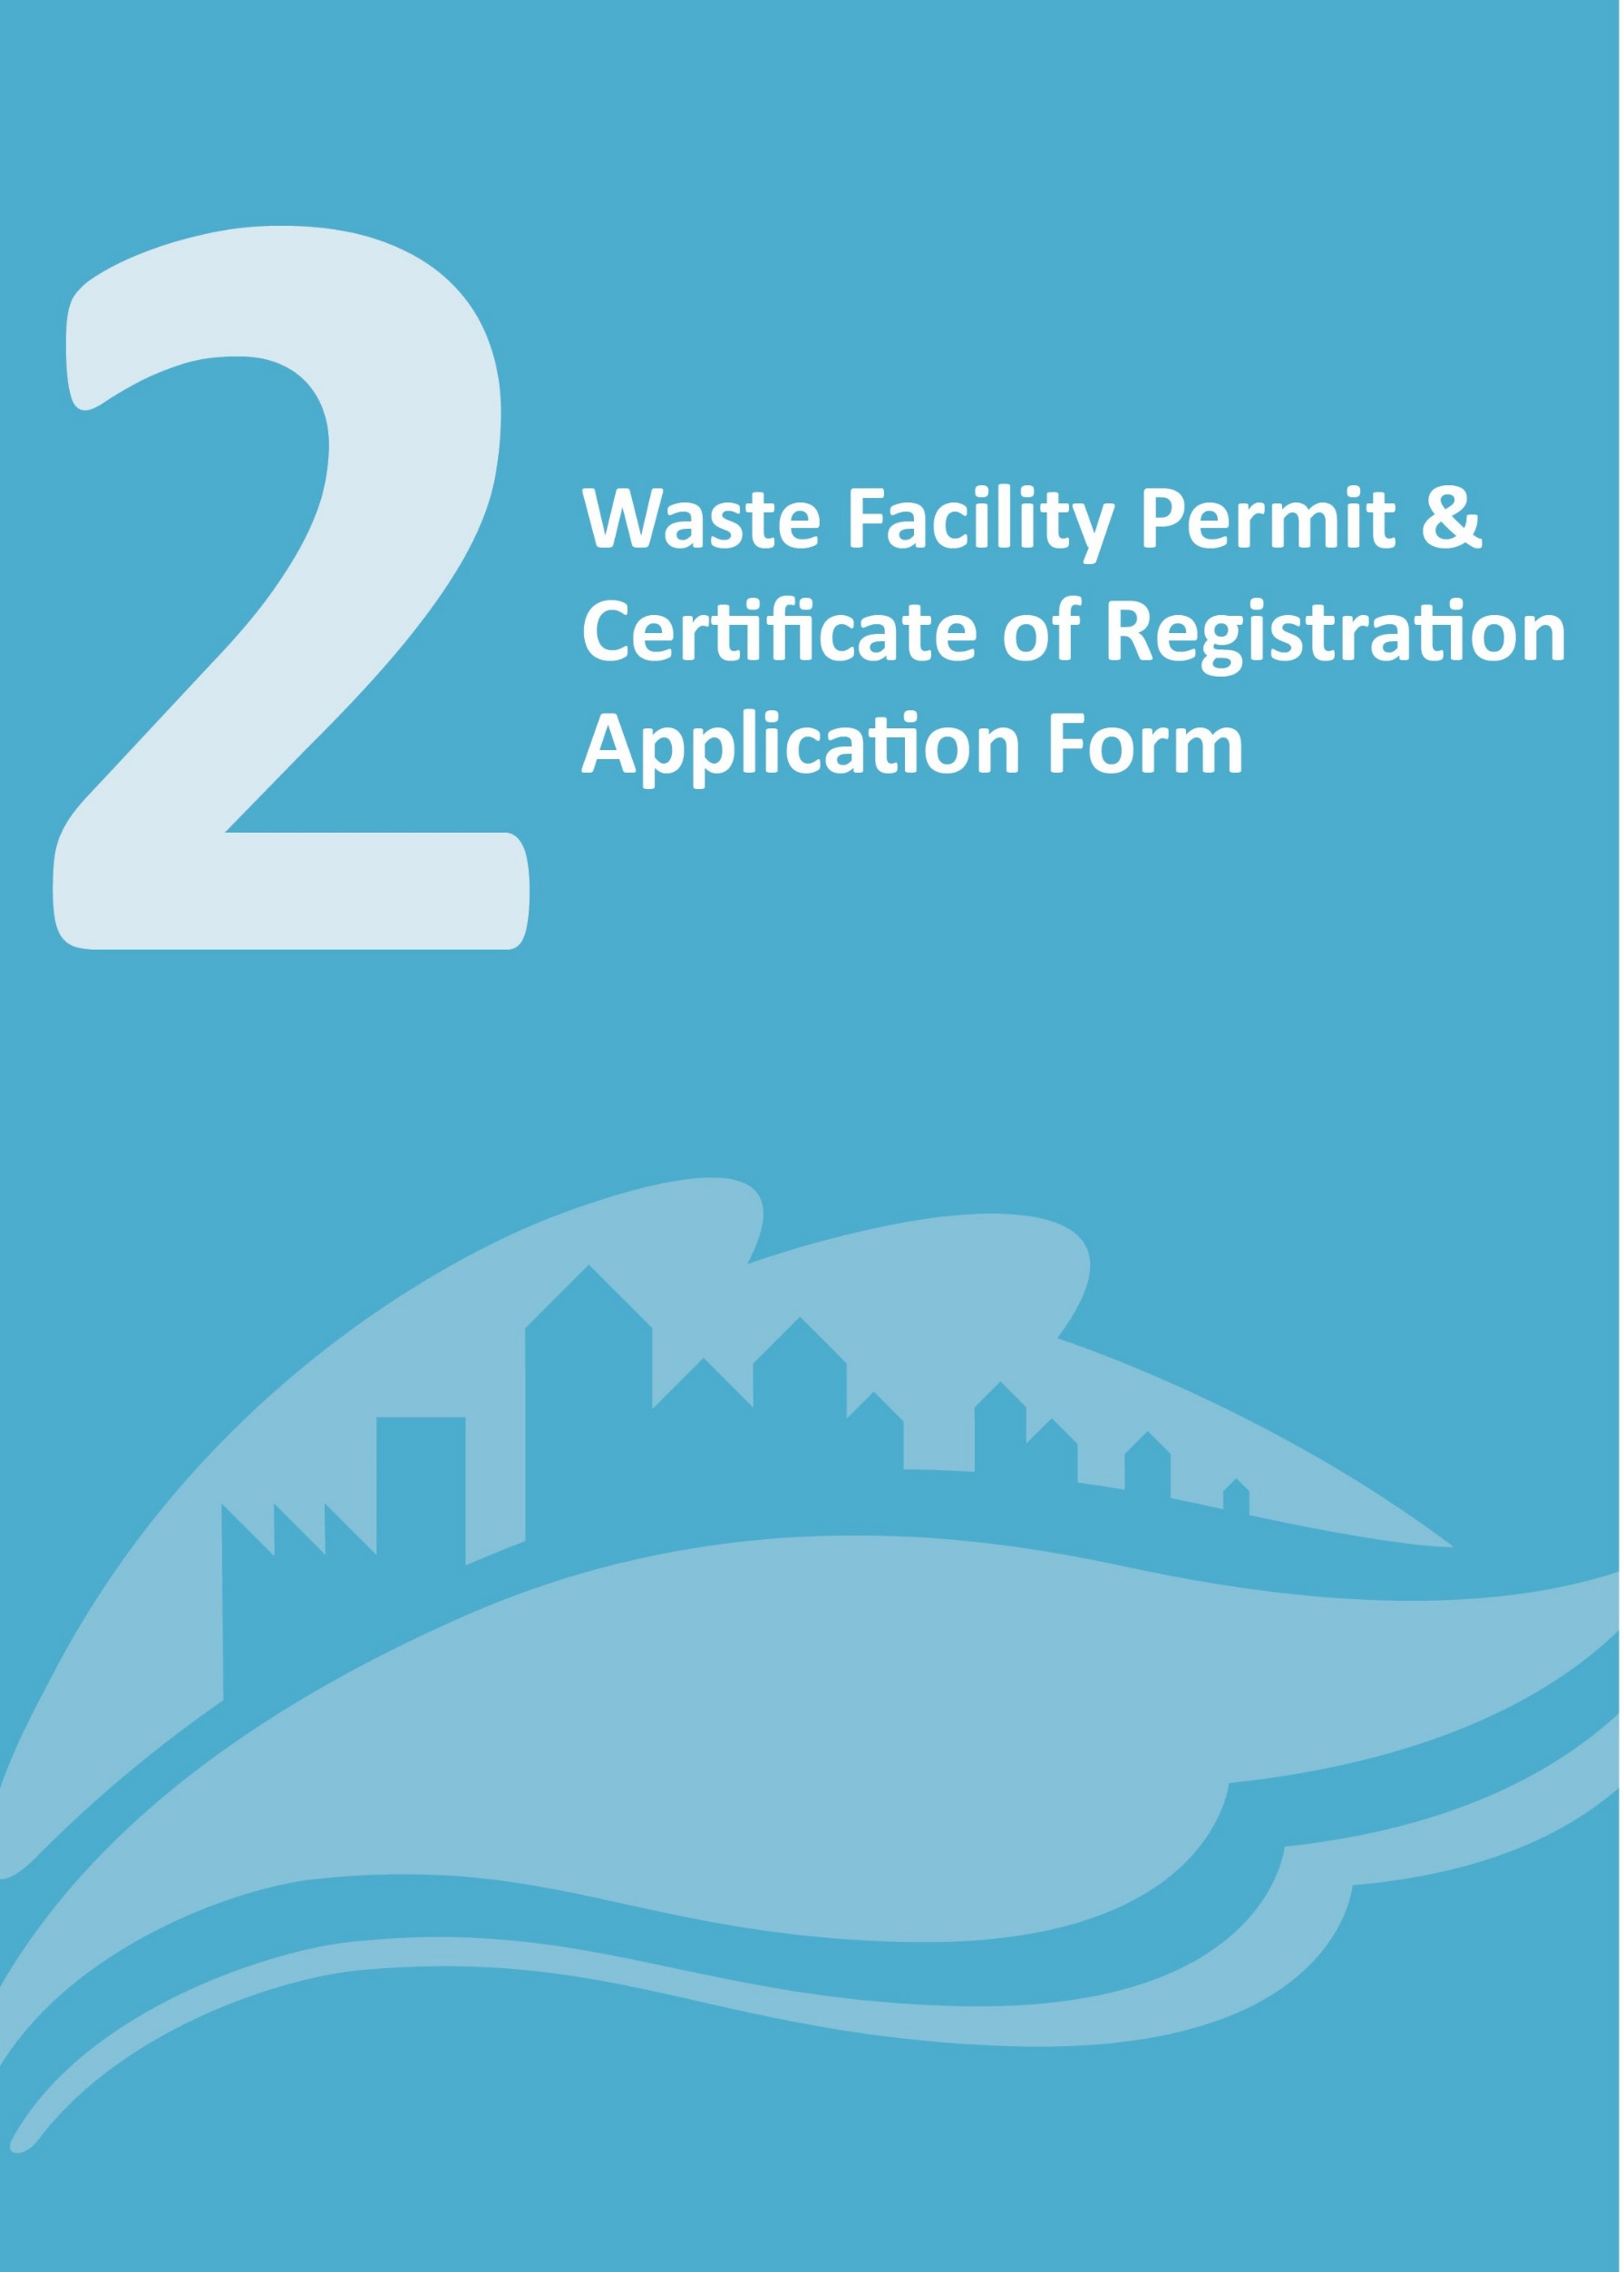 2
Waste Facility Permit &
Certificate of Registration
Application Form